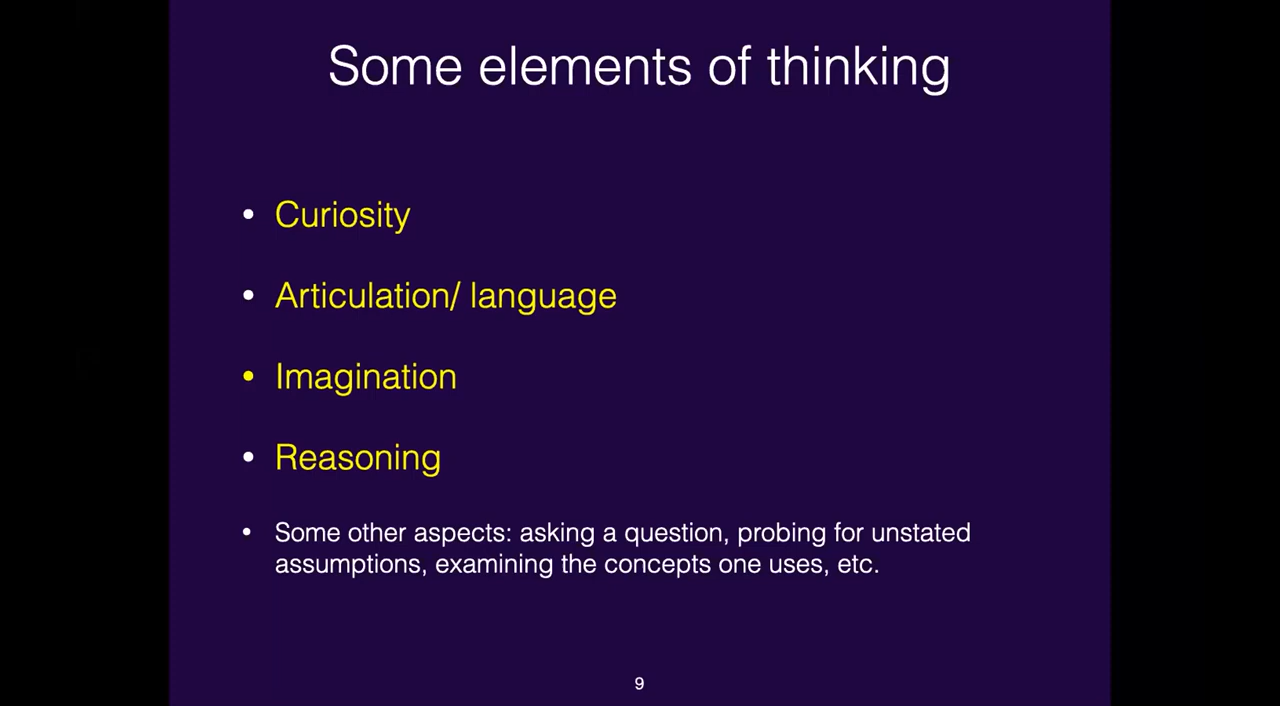 Some elements of thinking
• Curiosity
• Articulation/ language
• Imagination
• Reasoning
• Some other aspects: asking a question, probing for unstated
assumptions, examining the concepts one uses, etc.
9